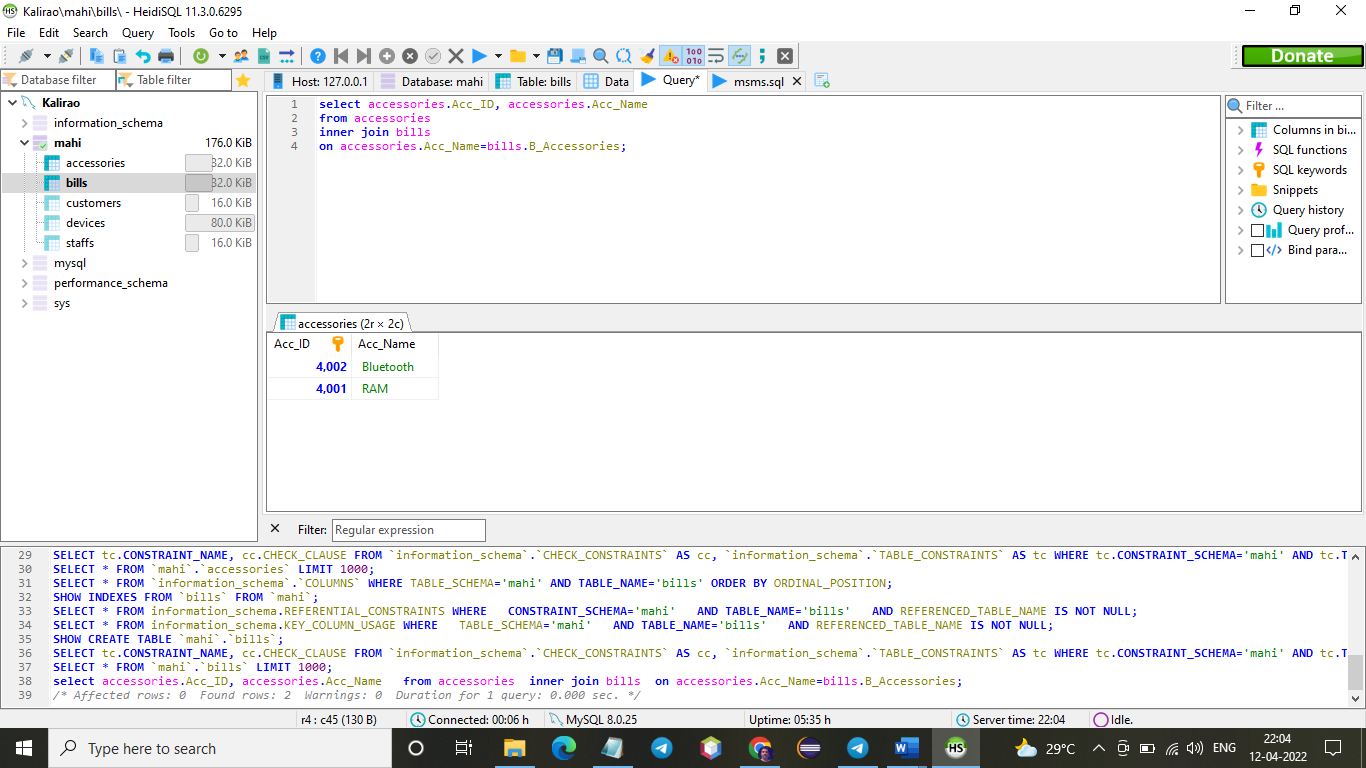 Kalirao\mahi\bills\ - HeidiSQL 11.3.0.6295
File Edit Search Query Tools Go to Help
Donate
Database filter Table filter
Host: 127.0.0.1 Database: mahi Table: bills Data Query* msms.sql
Kalirao
information_schema
mahi 176.0 KiB
accessories 32.0 KiB
bills 32.0 KiB
customers 16.0 KiB
devices 80.0 KiB
staffs 16.0 KiB
mysql
performance_schema
sys
1 select accessories.Acc_ID, accessories.Acc_Name
2 from accessories
3 inner join bills
4 on accessories.Acc_Name=bills.B_Accessories;
Filter ...
Columns in bi...
SQL functions
SQL keywords
Snippets
Query history
Query prof...
Bind para...
accessories (2r × 2c)
Acc_ID Acc_Name
4,002 Bluetooth
4,001 RAM
Filter: Regular expression
29 SELECT tc.CONSTRAINT_NAME, cc.CHECK_CLAUSE FROM `information_schema`.`CHECK_CONSTRAINTS` AS cc, `information_schema`.`TABLE_CONSTRAINTS` AS tc WHERE tc.CONSTRAINT_SCHEMA='mahi' AND tc.T
30 SELECT * FROM `mahi`.`accessories` LIMIT 1000;
31 SELECT * FROM `information_schema`.`COLUMNS` WHERE TABLE_SCHEMA='mahi' AND TABLE_NAME='bills' ORDER BY ORDINAL_POSITION;
32 SHOW INDEXES FROM `bills` FROM `mahi`;
33 SELECT * FROM information_schema.REFERENTIAL_CONSTRAINTS WHERE   CONSTRAINT_SCHEMA='mahi'   AND TABLE_NAME='bills'   AND REFERENCED_TABLE_NAME IS NOT NULL;
34 SELECT * FROM information_schema.KEY_COLUMN_USAGE WHERE   TABLE_SCHEMA='mahi'   AND TABLE_NAME='bills'   AND REFERENCED_TABLE_NAME IS NOT NULL;
35 SHOW CREATE TABLE `mahi`.`bills`;
36 SELECT tc.CONSTRAINT_NAME, cc.CHECK_CLAUSE FROM `information_schema`.`CHECK_CONSTRAINTS` AS cc, `information_schema`.`TABLE_CONSTRAINTS` AS tc WHERE tc.CONSTRAINT_SCHEMA='mahi' AND tc.T
37 SELECT * FROM `mahi`.`bills` LIMIT 1000;
38 select accessories.Acc_ID, accessories.Acc_Name   from accessories  inner join bills  on accessories.Acc_Name=bills.B_Accessories;
39 /* Affected rows: 0  Found rows: 2  Warnings: 0  Duration for 1 query: 0.000 sec. */
r4 : c45 (130 B) Connected: 00:06 h MySQL 8.0.25 Uptime: 05:35 h Server time: 22:04 Idle.
Type here to search
HS
29°C
ENG
22:04
12-04-2022